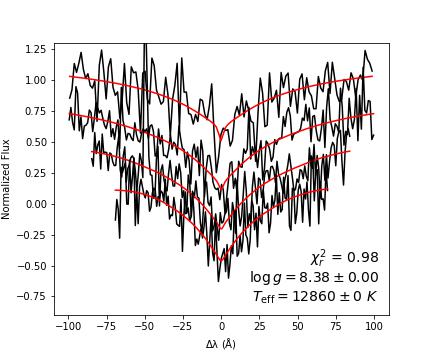 Normalized Flux
1.25
1.00
0.75
0.50
0.25
0.00
−0.25
−0.50
−0.75
χ²ᵣ = 0.98
log g = 8.38 ± 0.00
T_eff = 12860 ± 0 K
−100 −75 −50 −25 0 25 50 75 100
Δλ (Å)